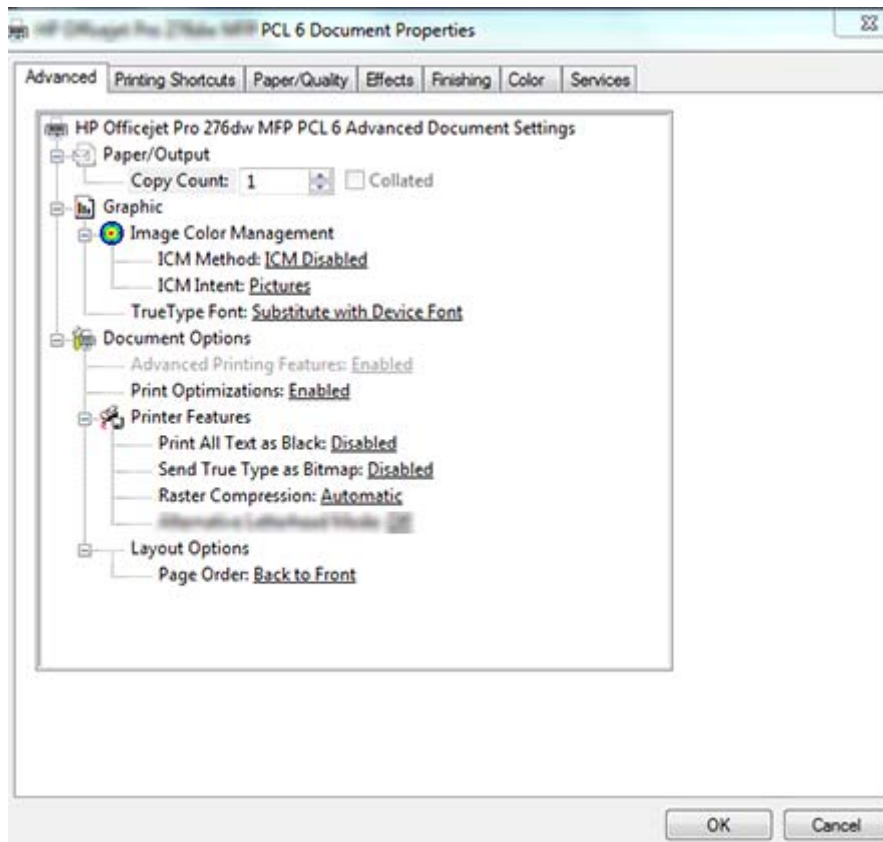 PCL 6 Document Properties
Advanced Printing Shortcuts Paper/Quality Effects Finishing Color Services
HP Officejet Pro 276dw MFP PCL 6 Advanced Document Settings
Paper/Output
Copy Count: 1 Collated
Graphic
Image Color Management
ICM Method: ICM Disabled
ICM Intent: Pictures
TrueType Font: Substitute with Device Font
Document Options
Advanced Printing Features: Enabled
Print Optimizations: Enabled
Printer Features
Print All Text as Black: Disabled
Send True Type as Bitmap: Disabled
Raster Compression: Automatic
Layout Options
Page Order: Back to Front
OK Cancel